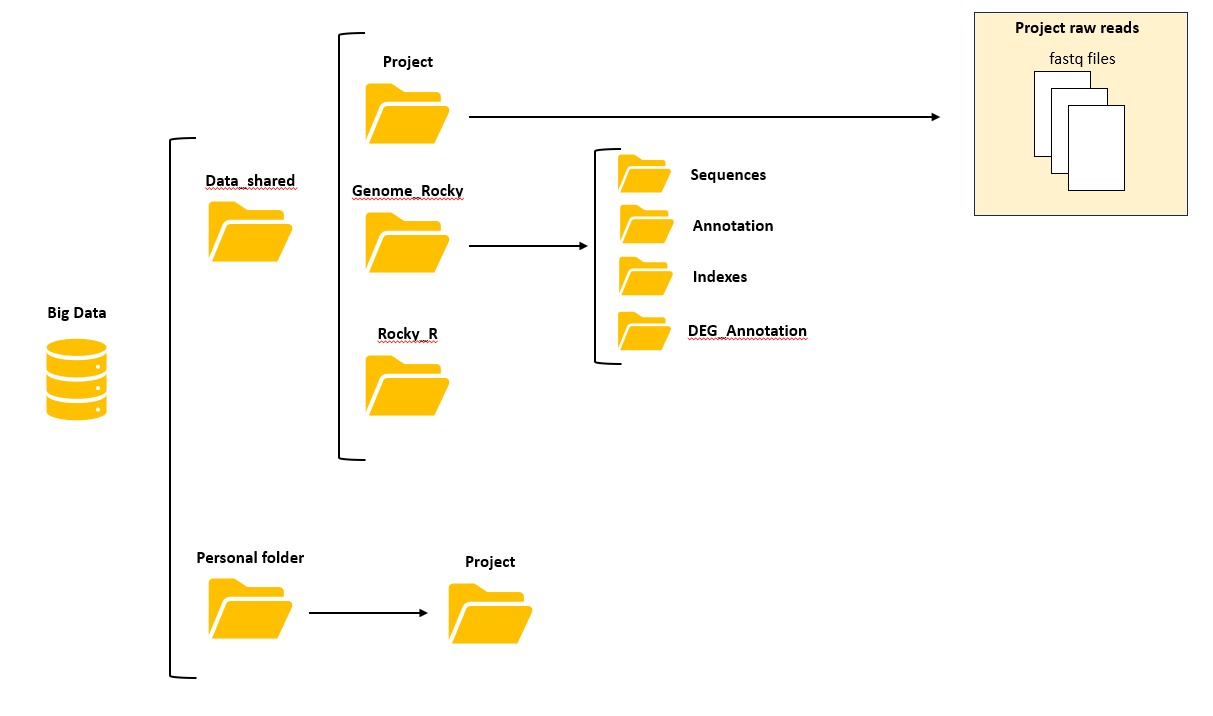 Project raw reads
fastq files
Project
Data_shared
Genome_Rocky
Sequences
Annotation
Indexes
DEG_Annotation
Rocky_R
Big Data
Personal folder
Project